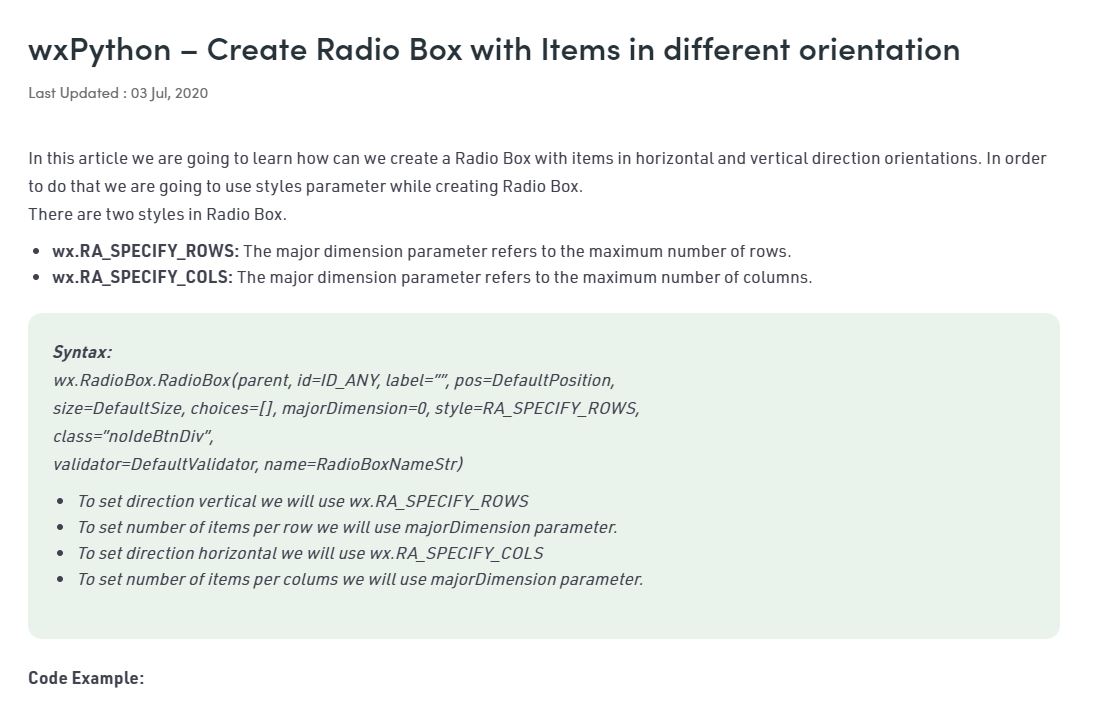 wxPython – Create Radio Box with Items in different orientation
Last Updated : 03 Jul, 2020
In this article we are going to learn how can we create a Radio Box with items in horizontal and vertical direction orientations. In order
to do that we are going to use styles parameter while creating Radio Box.
There are two styles in Radio Box.
• wx.RA_SPECIFY_ROWS: The major dimension parameter refers to the maximum number of rows.
• wx.RA_SPECIFY_COLS: The major dimension parameter refers to the maximum number of columns.
Syntax:
wx.RadioBox.RadioBox(parent, id=ID_ANY, label=””, pos=DefaultPosition,
size=DefaultSize, choices=[], majorDimension=0, style=RA_SPECIFY_ROWS,
class=”noIdeBtnDiv”,
validator=DefaultValidator, name=RadioBoxNameStr)
• To set direction vertical we will use wx.RA_SPECIFY_ROWS
• To set number of items per row we will use majorDimension parameter.
• To set direction horizontal we will use wx.RA_SPECIFY_COLS
• To set number of items per colums we will use majorDimension parameter.
Code Example: